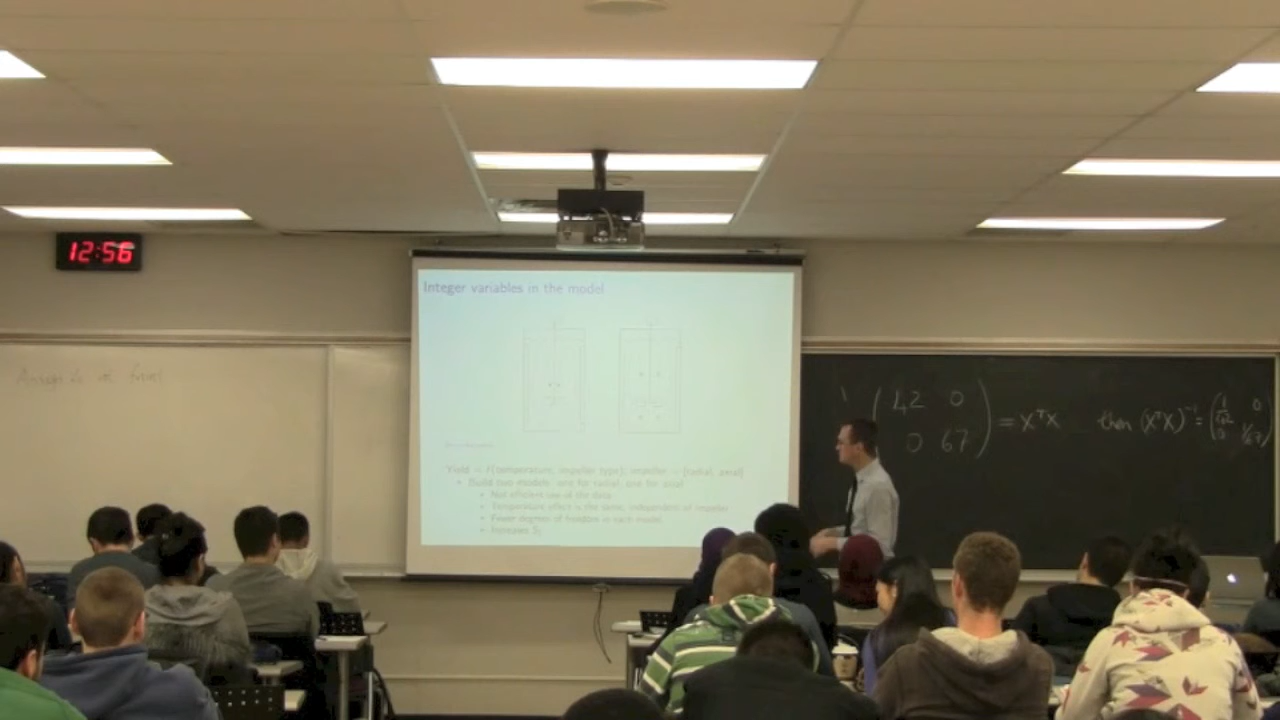 12:56
Integer variables in the model
Yield = f(temperature, impeller type); impeller = {radial, axial}
Build two models: one for radial, one for axial
Not efficient use of the data
Temperature effect is the same, independent of impeller
Fewer degrees of freedom in each model
Increases S
42 0
0 67
= XᵀX then (XᵀX)⁻¹ =
0
0 1/67